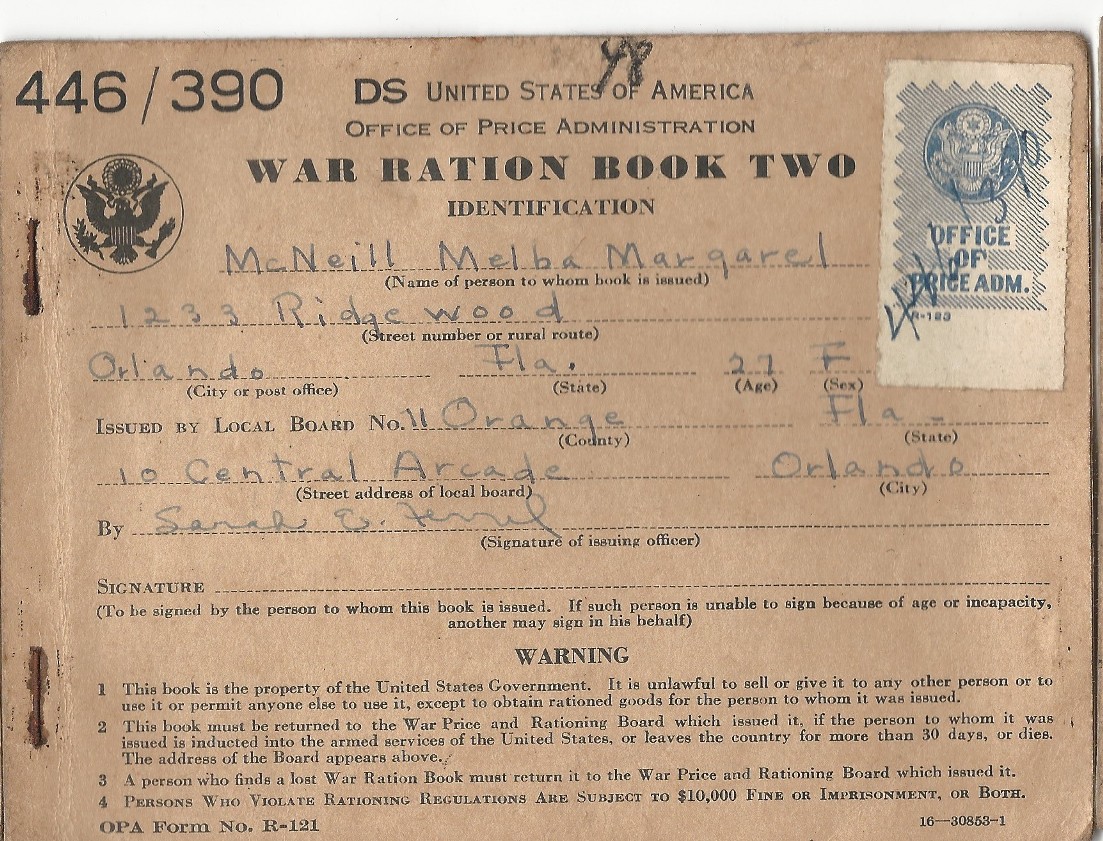 446/390
48
DS UNITED STATES OF AMERICA
OFFICE OF PRICE ADMINISTRATION
WAR RATION BOOK TWO
IDENTIFICATION
OFFICE
OF
PRICE ADM.
R-123
McNeill Melba Margaret
(Name of person to whom book is issued)
1233 Ridgewood
(Street number or rural route)
Orlando Fla. 27 F
(City or post office) (State) (Age) (Sex)
ISSUED BY LOCAL BOARD NO. 11 Orange Fla
(County) (State)
10 Central Arcade Orlando
(Street address of local board) (City)
By Sarah E.
(Signature of issuing officer)
SIGNATURE
(To be signed by the person to whom this book is issued. If such person is unable to sign because of age or incapacity,
another may sign in his behalf)
WARNING
1 This book is the property of the United States Government. It is unlawful to sell or give it to any other person or to
use it or permit anyone else to use it, except to obtain rationed goods for the person to whom it was issued.
2 This book must be returned to the War Price and Rationing Board which issued it, if the person to whom it was
issued is inducted into the armed services of the United States, or leaves the country for more than 30 days, or dies.
The address of the Board appears above.
3 A person who finds a lost War Ration Book must return it to the War Price and Rationing Board which issued it.
4 PERSONS WHO VIOLATE RATIONING REGULATIONS ARE SUBJECT TO $10,000 FINE OR IMPRISONMENT, OR BOTH.
OPA Form No. R-121 16—30853-1